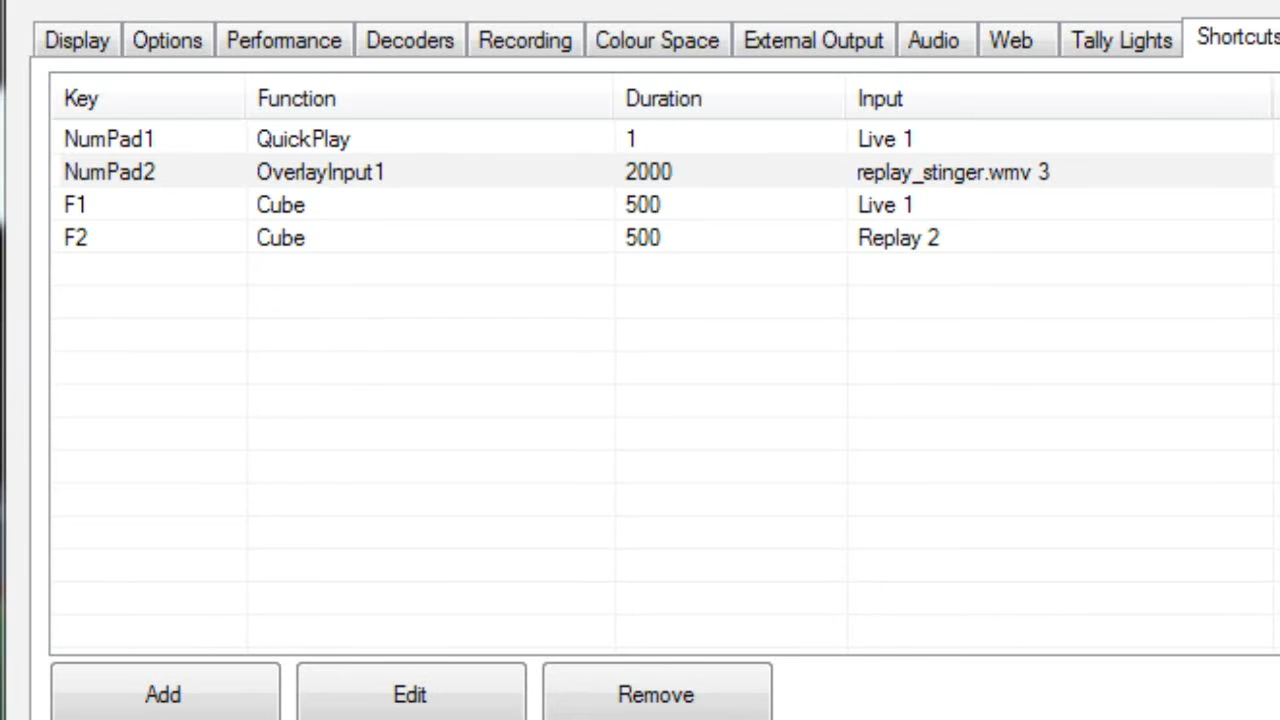 Display Options Performance Decoders Recording Colour Space External Output Audio Web Tally Lights Shortcuts
Key Function Duration Input
NumPad1 QuickPlay 1 Live 1
NumPad2 OverlayInput1 2000 replay_stinger.wmv 3
F1 Cube 500 Live 1
F2 Cube 500 Replay 2
Add Edit Remove